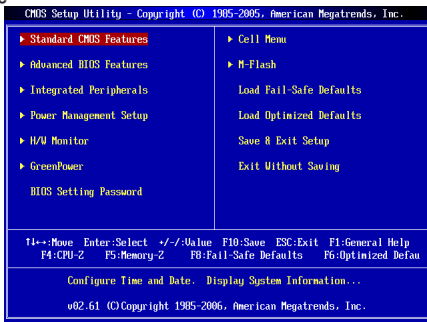 CMOS Setup Utility - Copyright (C) 1985-2005, American Megatrends, Inc.
▶ Standard CMOS Features
▶ Advanced BIOS Features
▶ Integrated Peripherals
▶ Power Management Setup
▶ H/W Monitor
▶ GreenPower
BIOS Setting Password
▶ Cell Menu
▶ M-Flash
Load Fail-Safe Defaults
Load Optimized Defaults
Save & Exit Setup
Exit Without Saving
↑↓←→:Move Enter:Select +/-/:Value F10:Save ESC:Exit F1:General Help
F4:CPU-Z F5:Memory-Z F8:Fail-Safe Defaults F6:Optimized Defau
Configure Time and Date. Display System Information...
v02.61 (C)Copyright 1985-2006, American Megatrends, Inc.